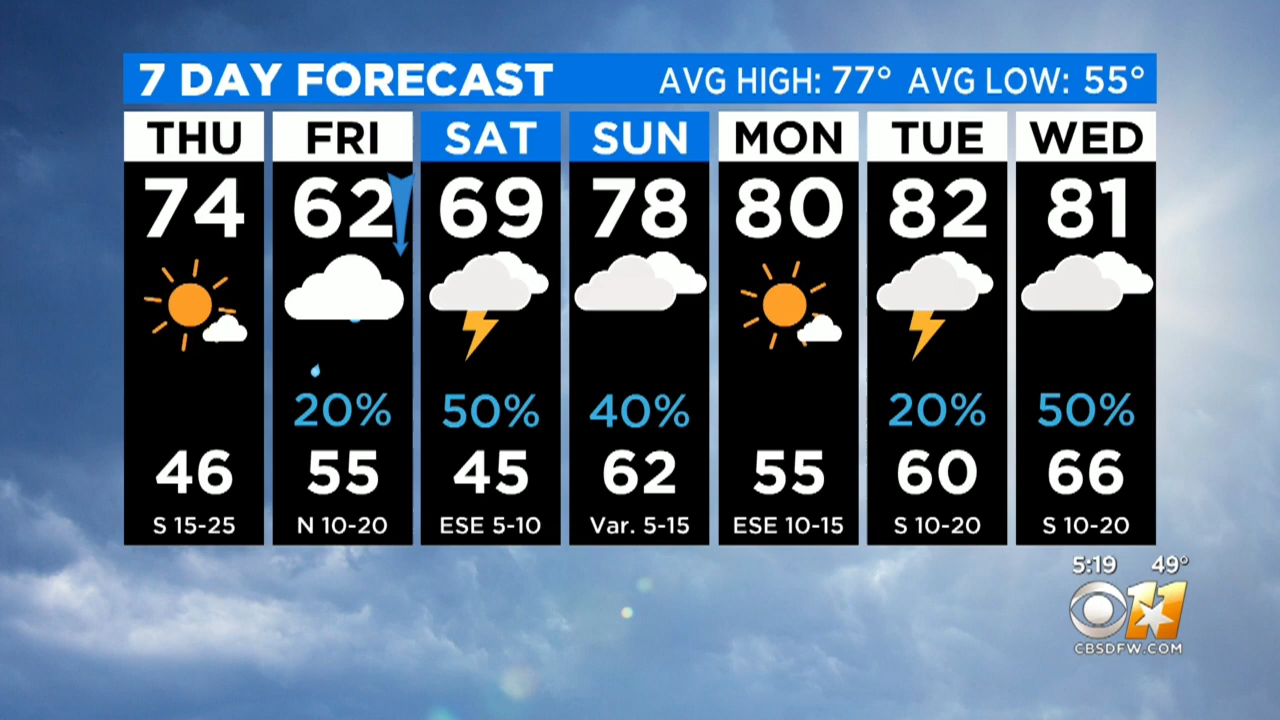 7 DAY FORECAST AVG HIGH: 77° AVG LOW: 55°
THU FRI SAT SUN MON TUE WED
74 62 69 78 80 82 81
20% 50% 40% 20% 50%
46 55 45 62 55 60 66
S 15-25 N 10-20 ESE 5-10 Var. 5-15 ESE 10-15 S 10-20 S 10-20
5:19 49°
11
CBSDFW.COM